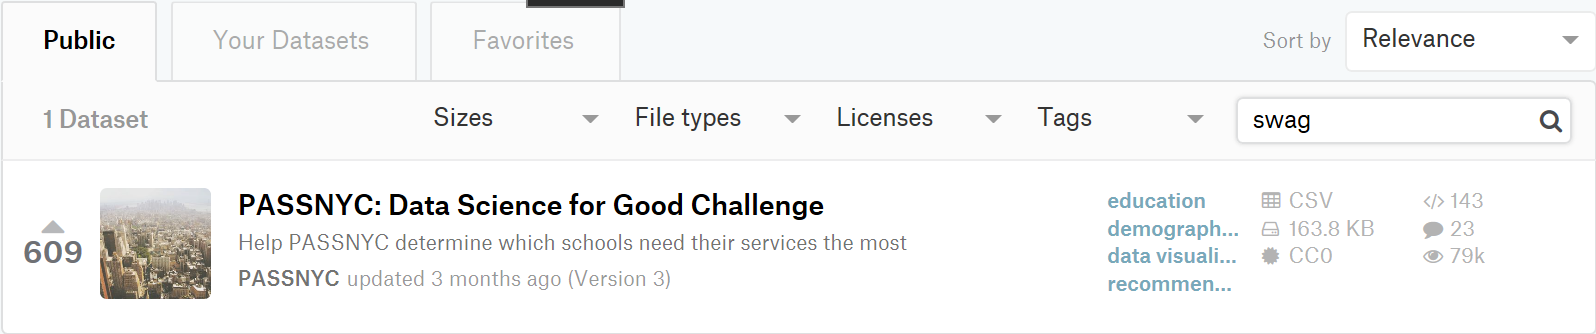 Public
Your Datasets
Favorites
Sort by
Relevance
1 Dataset
Sizes
File types
Licenses
Tags
swag
609
PASSNYC: Data Science for Good Challenge
Help PASSNYC determine which schools need their services the most
PASSNYC updated 3 months ago (Version 3)
education
demograph...
data visuali...
recommen...
CSV
163.8 KB
CC0
</> 143
23
79k